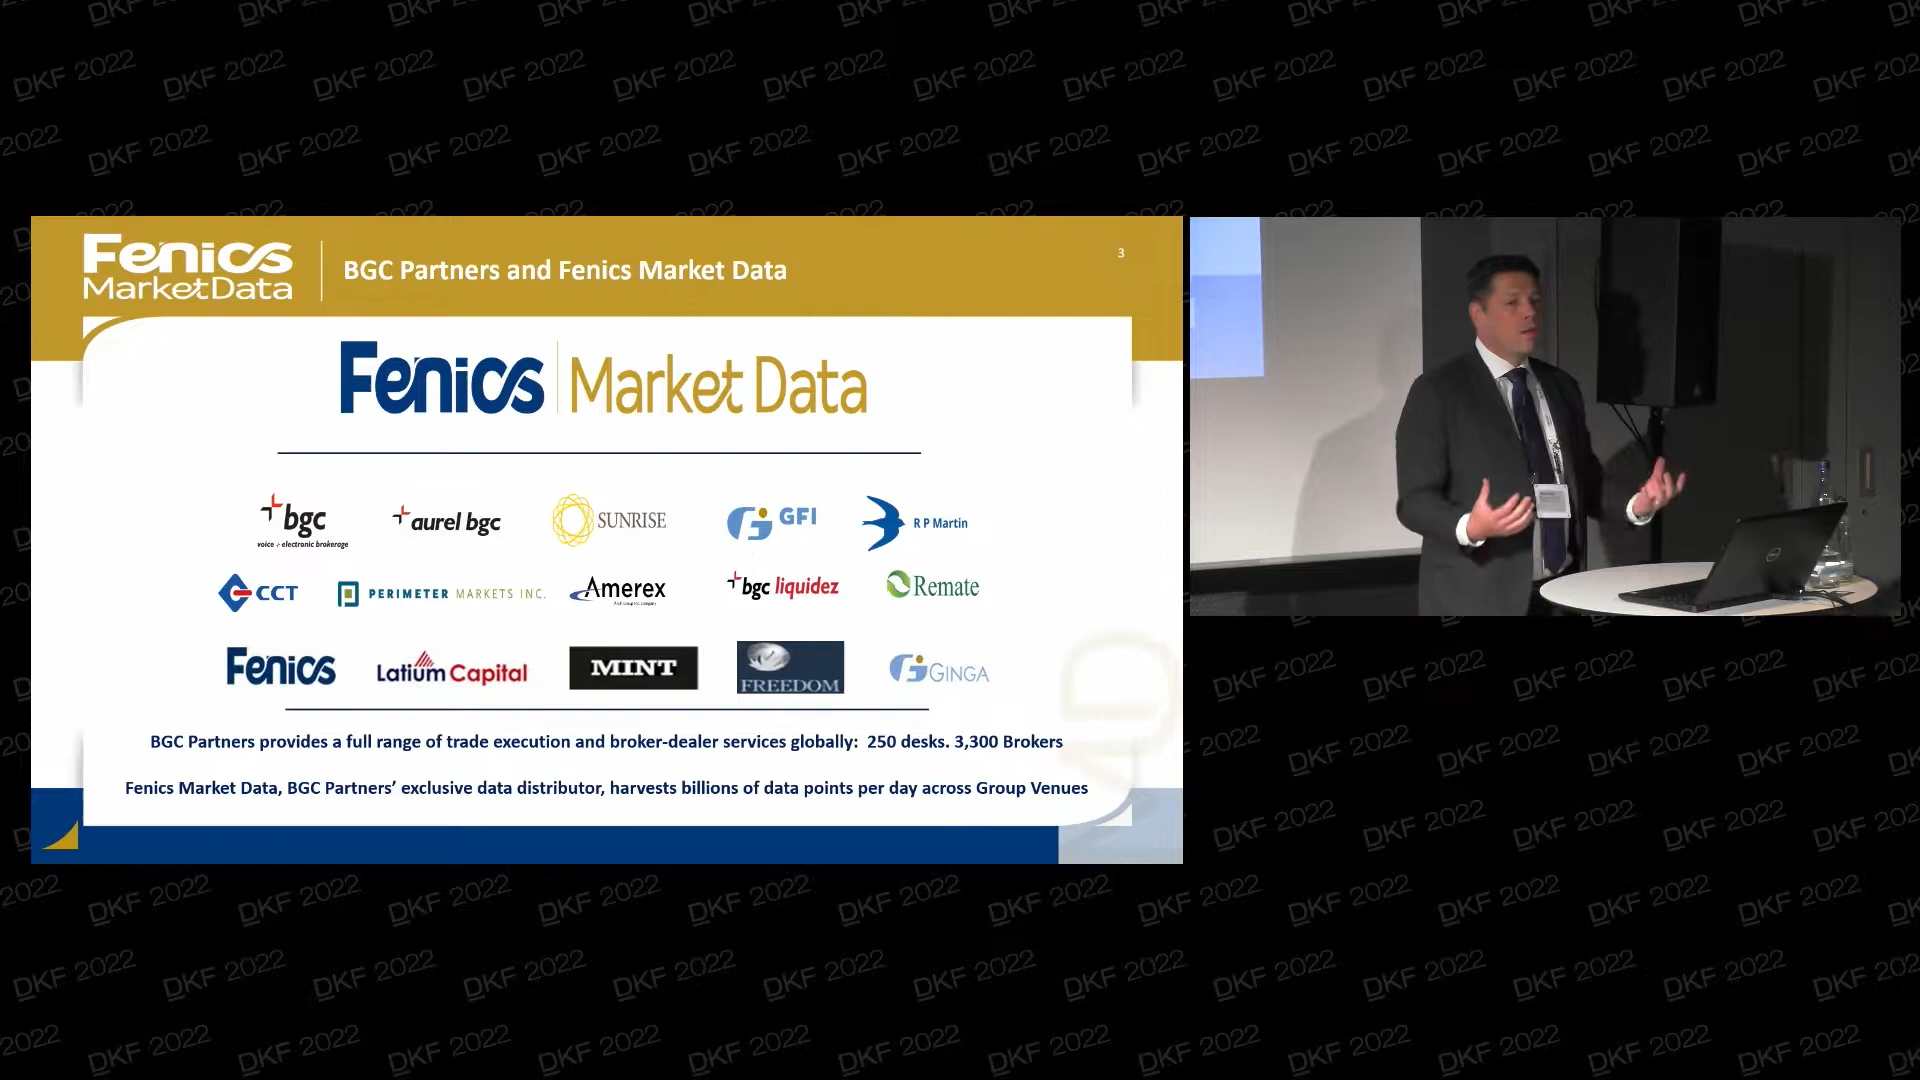 Fenics
MarketData
BGC Partners and Fenics Market Data
3
Fenics Market Data
bgc
voice + electronic brokerage
aurel bgc
SUNRISE
GFI
R P Martin
CCT
PERIMETER MARKETS INC.
Amerex
bgc liquidez
Remate
Fenics
Latium Capital
MINT
FREEDOM
GINGA
BGC Partners provides a full range of trade execution and broker-dealer services globally: 250 desks. 3,300 Brokers
Fenics Market Data, BGC Partners’ exclusive data distributor, harvests billions of data points per day across Group Venues
DKF 2022